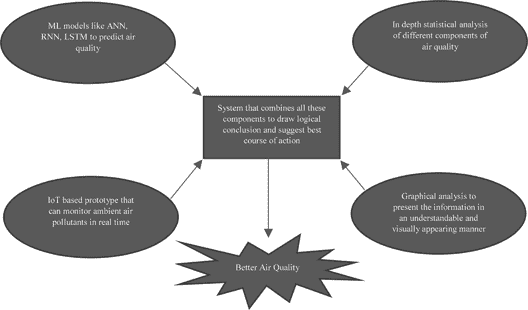 ML models like ANN,
RNN, LSTM to predict air
quality
In depth statistical analysis
of different components of
air quality
System that combines all these
components to draw logical
conclusion and suggest best
course of action
IoT based prototype that
can monitor ambient air
pollutants in real time
Graphical analysis to
present the information in
an understandable and
visually appearing manner
Better Air Quality